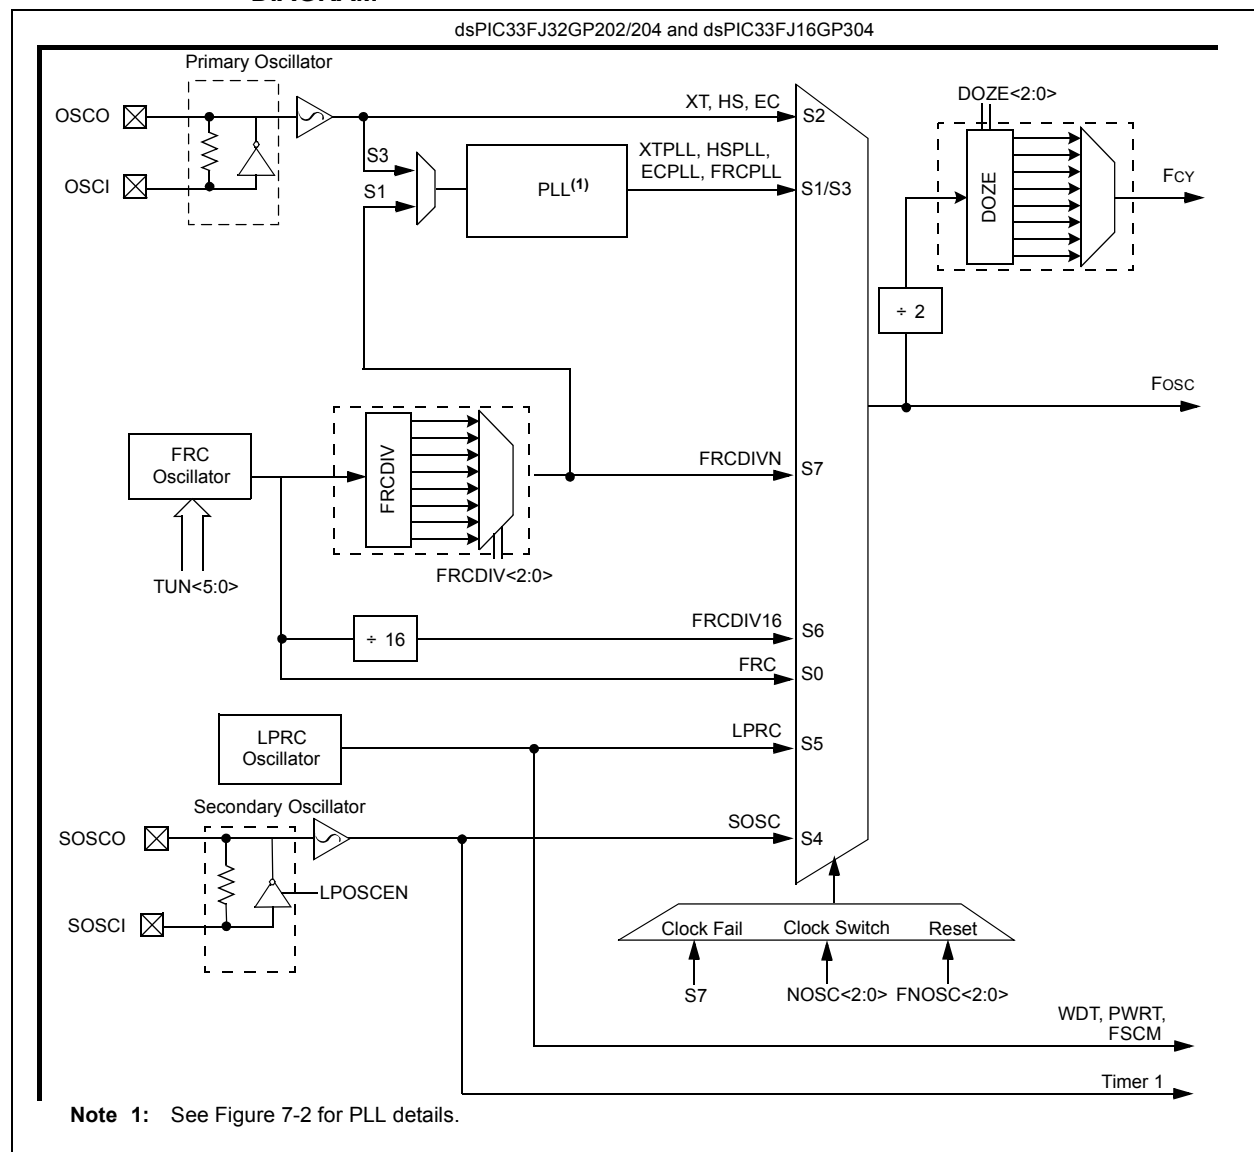 DIAGRAM
dsPIC33FJ32GP202/204 and dsPIC33FJ16GP304
Primary Oscillator
OSCO
OSCI
S3
S1
PLL(1)
XT, HS, EC
XTPLL, HSPLL,
ECPLL, FRCPLL
S2
S1/S3
DOZE<2:0>
DOZE
FCY
÷ 2
FOSC
FRC
Oscillator
TUN<5:0>
FRCDIV
FRCDIV<2:0>
FRCDIVN
S7
÷ 16
FRCDIV16
S6
FRC
S0
LPRC
Oscillator
LPRC
S5
Secondary Oscillator
SOSCO
SOSCI
LPOSCEN
SOSC
S4
Clock Fail
Clock Switch
Reset
S7
NOSC<2:0>
FNOSC<2:0>
WDT, PWRT,
FSCM
Timer 1
Note 1: See Figure 7-2 for PLL details.